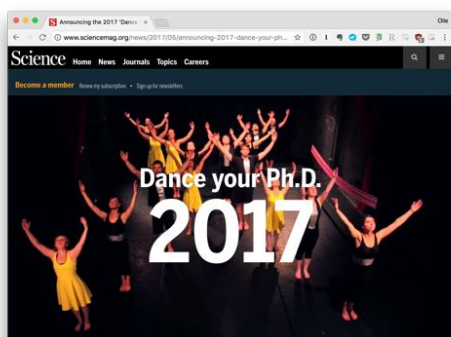 Announcing the 2017 'Dance
Olle
www.sciencemag.org/news/2017/05/announcing-2017-dance-your-ph...
Science Home News Journals Topics Careers
Become a member Renew my subscription • Sign up for newsletters
Dance your Ph.D.
2017